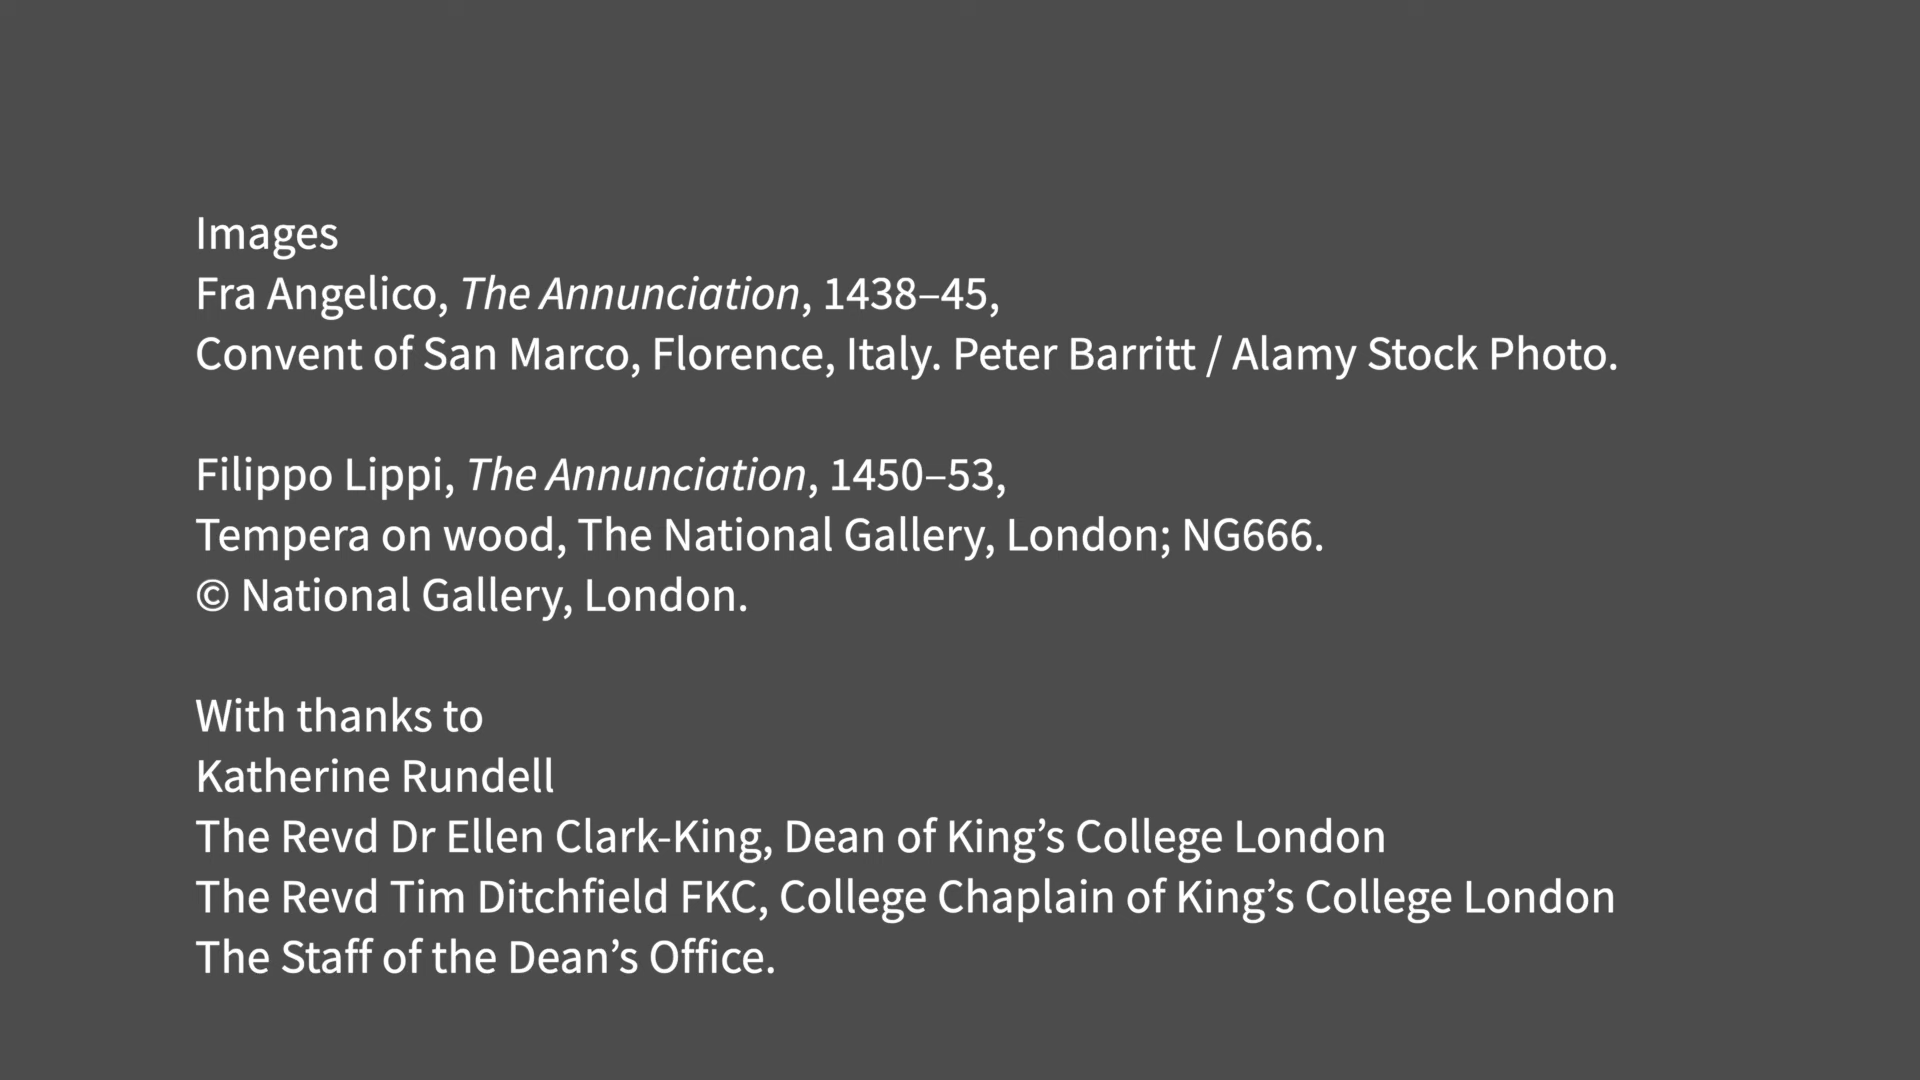 Images
Fra Angelico, The Annunciation, 1438–45,
Convent of San Marco, Florence, Italy. Peter Barritt / Alamy Stock Photo.
Filippo Lippi, The Annunciation, 1450–53,
Tempera on wood, The National Gallery, London; NG666.
© National Gallery, London.
With thanks to
Katherine Rundell
The Revd Dr Ellen Clark-King, Dean of King’s College London
The Revd Tim Ditchfield FKC, College Chaplain of King’s College London
The Staff of the Dean’s Office.